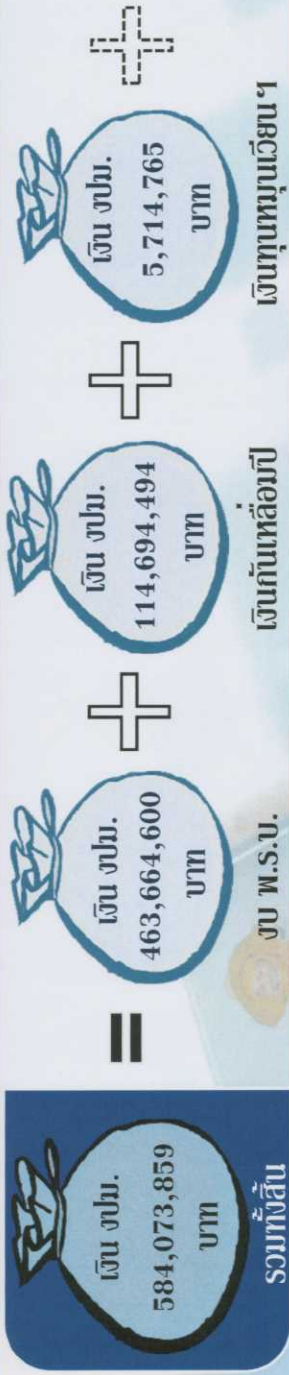 เงิน งปม.
584,073,859
บาท
รวมทั้งสิ้น
=
เงิน งปม.
463,664,600
บาท
งบ พ.ร.บ.
+
เงิน งปม.
114,694,494
บาท
เงินกันเหลื่อมปี
+
เงิน งปม.
5,714,765
บาท
เงินทุนหมุนเวียนฯ